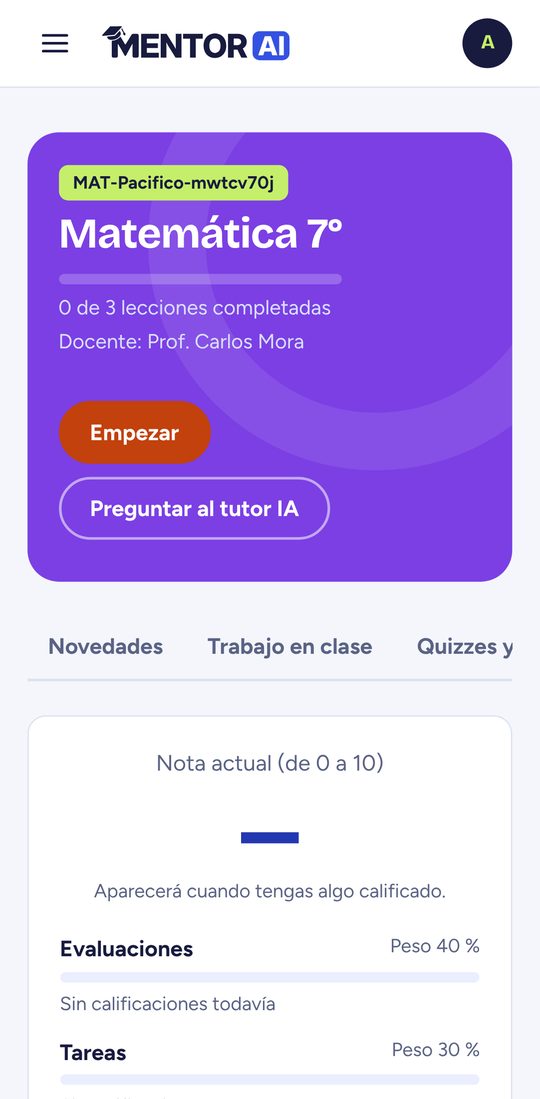 MENTOR AI
A
MAT-Pacifico-mwtcv70j
Matemática 7°
0 de 3 lecciones completadas
Docente: Prof. Carlos Mora
Empezar
Preguntar al tutor IA
Novedades Trabajo en clase Quizzes y
Nota actual (de 0 a 10)
—
Aparecerá cuando tengas algo calificado.
Evaluaciones Peso 40 %
Sin calificaciones todavía
Tareas Peso 30 %